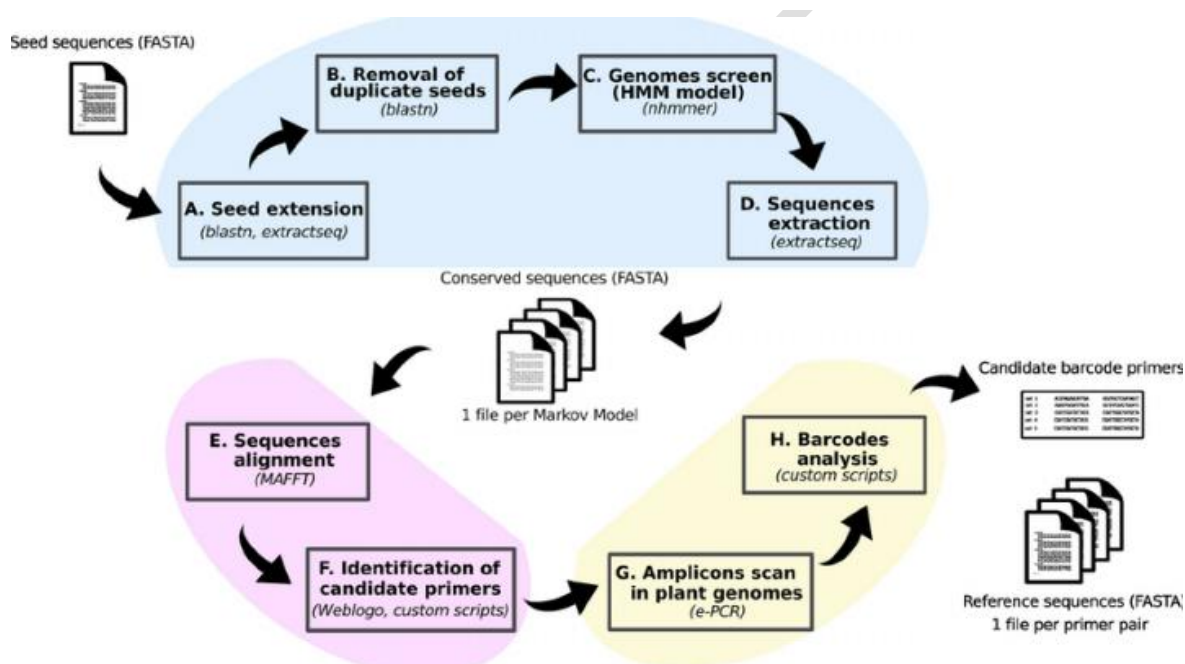 Seed sequences (FASTA)
B. Removal of
duplicate seeds
(blastn)
C. Genomes screen
(HMM model)
(nhmmer)
A. Seed extension
(blastn, extractseq)
D. Sequences
extraction
(extractseq)
Conserved sequences (FASTA)
1 file per Markov Model
E. Sequences
alignment
(MAFFT)
F. Identification of
candidate primers
(Weblogo, custom scripts)
G. Amplicons scan
in plant genomes
(e-PCR)
H. Barcodes
analysis
(custom scripts)
Candidate barcode primers
Reference sequences (FASTA)
1 file per primer pair